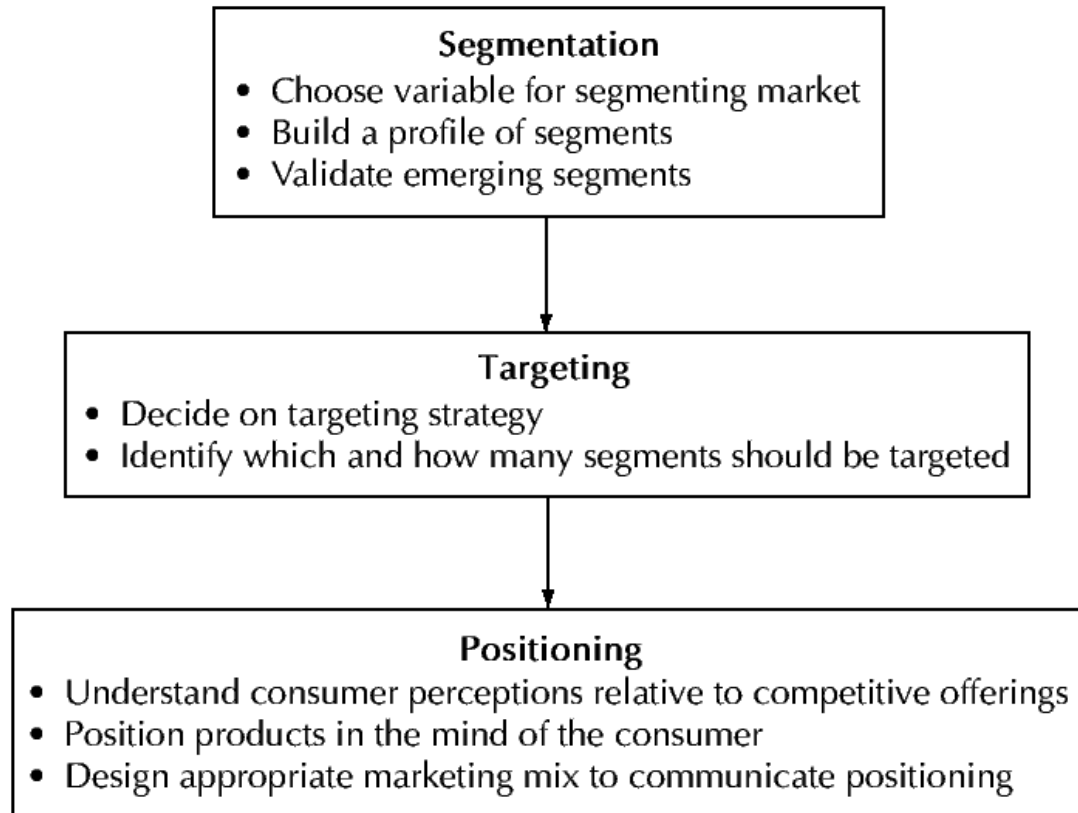 Segmentation
• Choose variable for segmenting market
• Build a profile of segments
• Validate emerging segments
Targeting
• Decide on targeting strategy
• Identify which and how many segments should be targeted
Positioning
• Understand consumer perceptions relative to competitive offerings
• Position products in the mind of the consumer
• Design appropriate marketing mix to communicate positioning